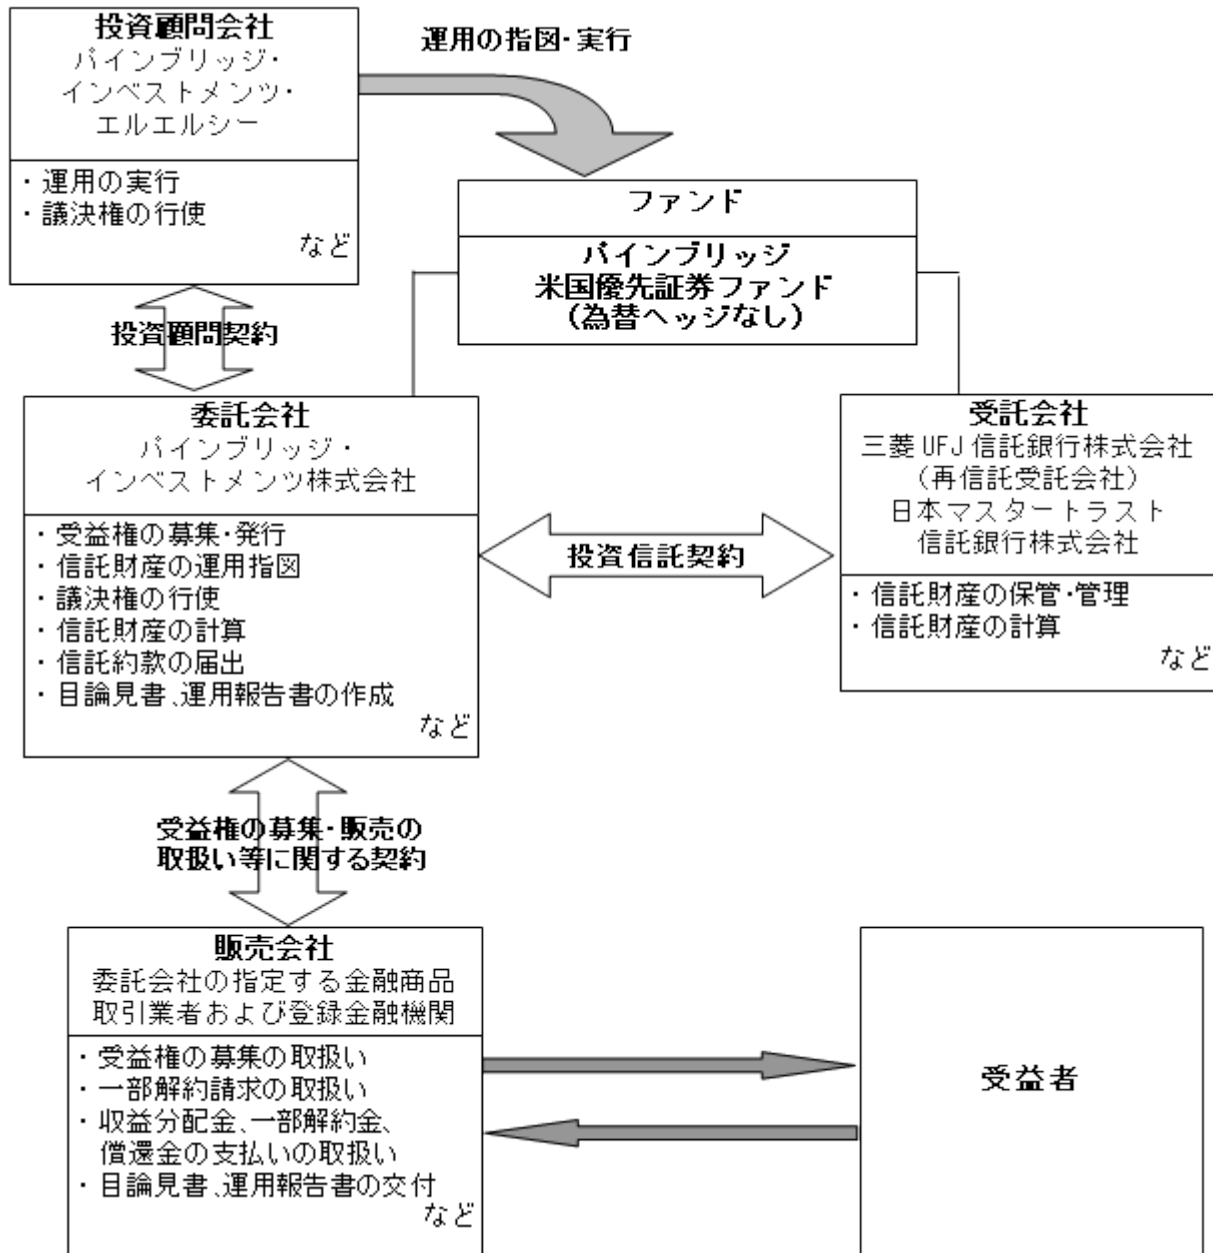 投資顧問会社
パインブリッジ・
インベストメンツ・
エルエルシー
・運用の実行
・議決権の行使
など
運用の指図・実行
ファンド
パインブリッジ
米国優先証券ファンド
（為替ヘッジなし）
投資顧問契約
委託会社
パインブリッジ・
インベストメンツ株式会社
・受益権の募集・発行
・信託財産の運用指図
・議決権の行使
・信託財産の計算
・信託約款の届出
・目論見書、運用報告書の作成
など
投資信託契約
受託会社
三菱UFJ信託銀行株式会社
（再信託受託会社）
日本マスタートラスト
信託銀行株式会社
・信託財産の保管・管理
・信託財産の計算
など
受益権の募集・販売の
取扱い等に関する契約
販売会社
委託会社の指定する金融商品
取引業者および登録金融機関
・受益権の募集の取扱い
・一部解約請求の取扱い
・収益分配金、一部解約金、
償還金の支払いの取扱い
・目論見書、運用報告書の交付
など
受益者